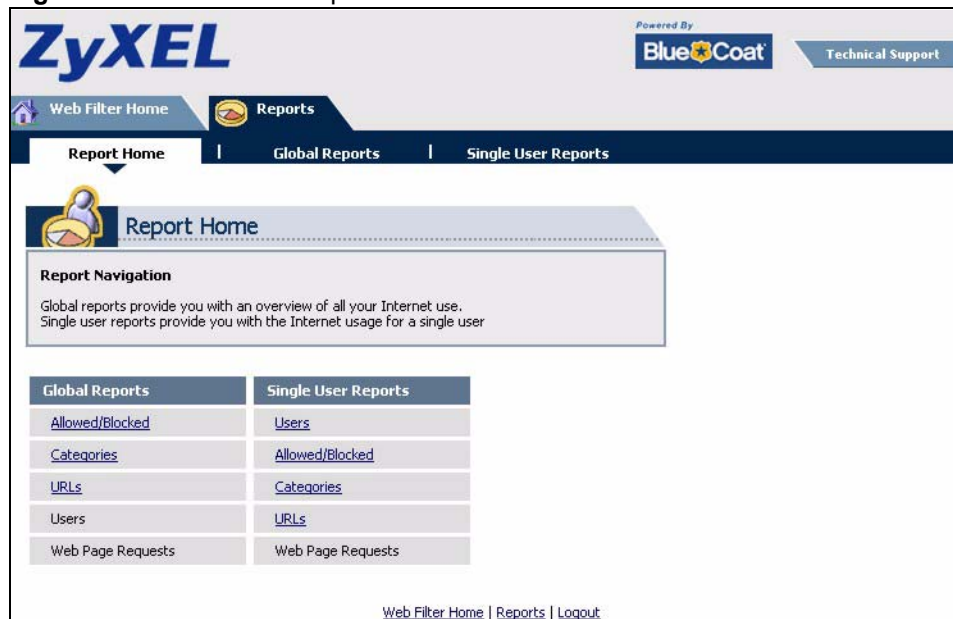 ZyXEL
Powered By
Blue Coat
Technical Support
Web Filter Home
Reports
Report Home | Global Reports | Single User Reports
Report Home
Report Navigation
Global reports provide you with an overview of all your Internet use.
Single user reports provide you with the Internet usage for a single user
Global Reports
Single User Reports
Allowed/Blocked
Users
Categories
Allowed/Blocked
URLs
Categories
Users
URLs
Web Page Requests
Web Page Requests
Web Filter Home | Reports | Logout